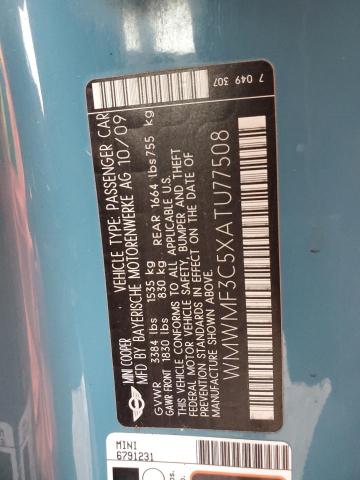 MINI COOPER
VEHICLE TYPE: PASSENGER CAR
MFD BY BAYERISCHE MOTORENWERKE AG 10/09
GVWR 3384 lbs 1535 kg
GAWR FRONT 1830 lbs 830 kg REAR 1664 lbs755 kg
THIS VEHICLE CONFORMS TO ALL APPLICABLE U.S.
FEDERAL MOTOR VEHICLE SAFETY, BUMPER AND THEFT
PREVENTION STANDARDS IN EFFECT ON THE DATE OF
MANUFACTURE SHOWN ABOVE.
WMWMF3C5XATU77508
7 049 307
MINI
6791231